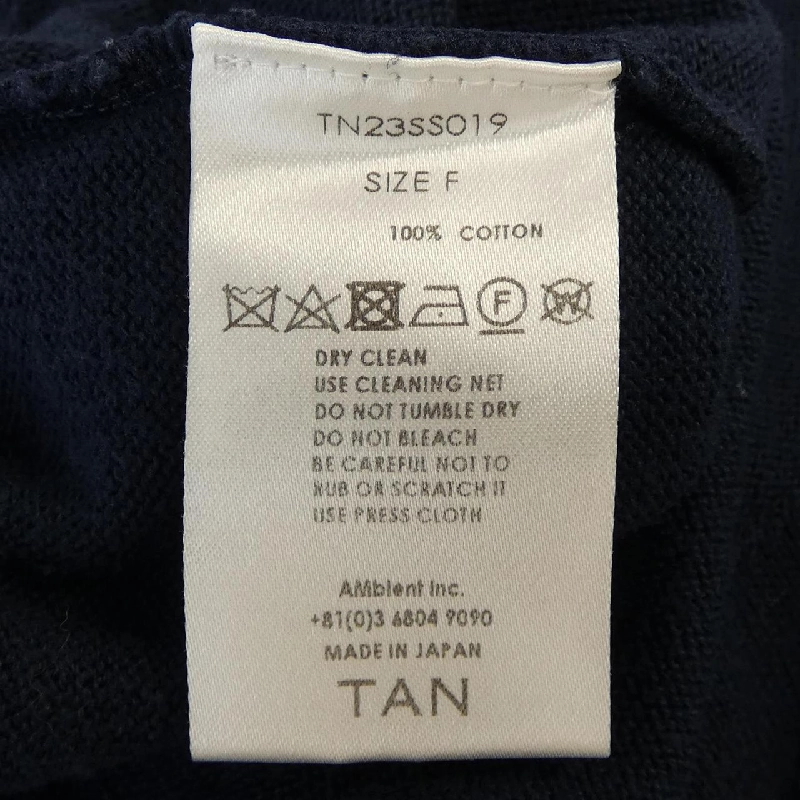 TN23SS019
SIZE F
100% COTTON
F W
DRY CLEAN
USE CLEANING NET
DO NOT TUMBLE DRY
DO NOT BLEACH
BE CAREFUL NOT TO
RUB OR SCRATCH IT
USE PRESS CLOTH
AMbient Inc.
+81(0)3 6804 9090
MADE IN JAPAN
TAN